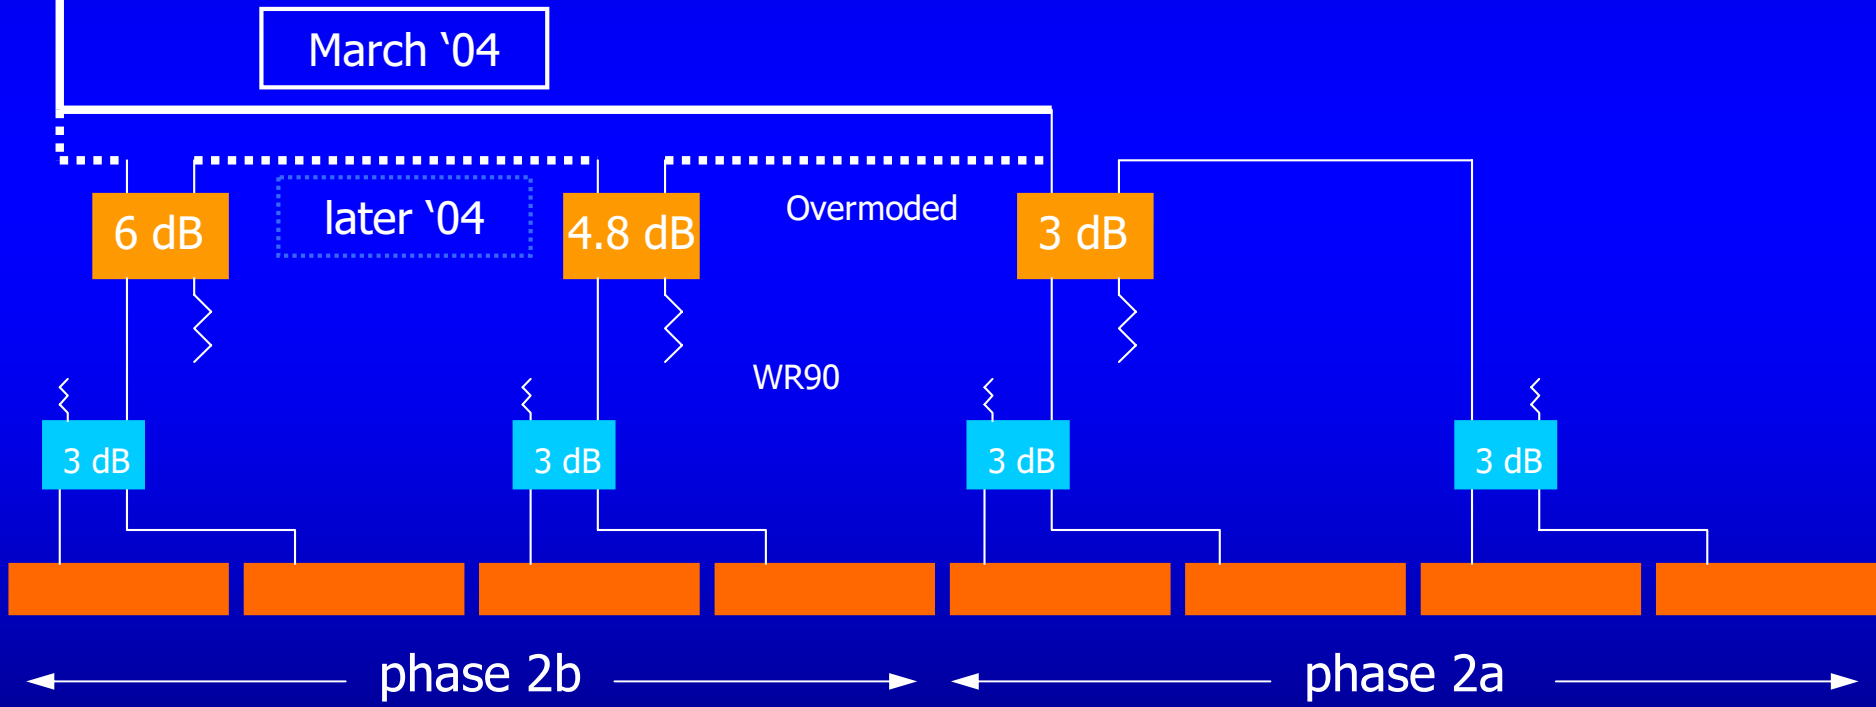 March ‘04
later ‘04
Overmoded
6 dB
4.8 dB
3 dB
WR90
3 dB
3 dB
3 dB
3 dB
phase 2b
phase 2a